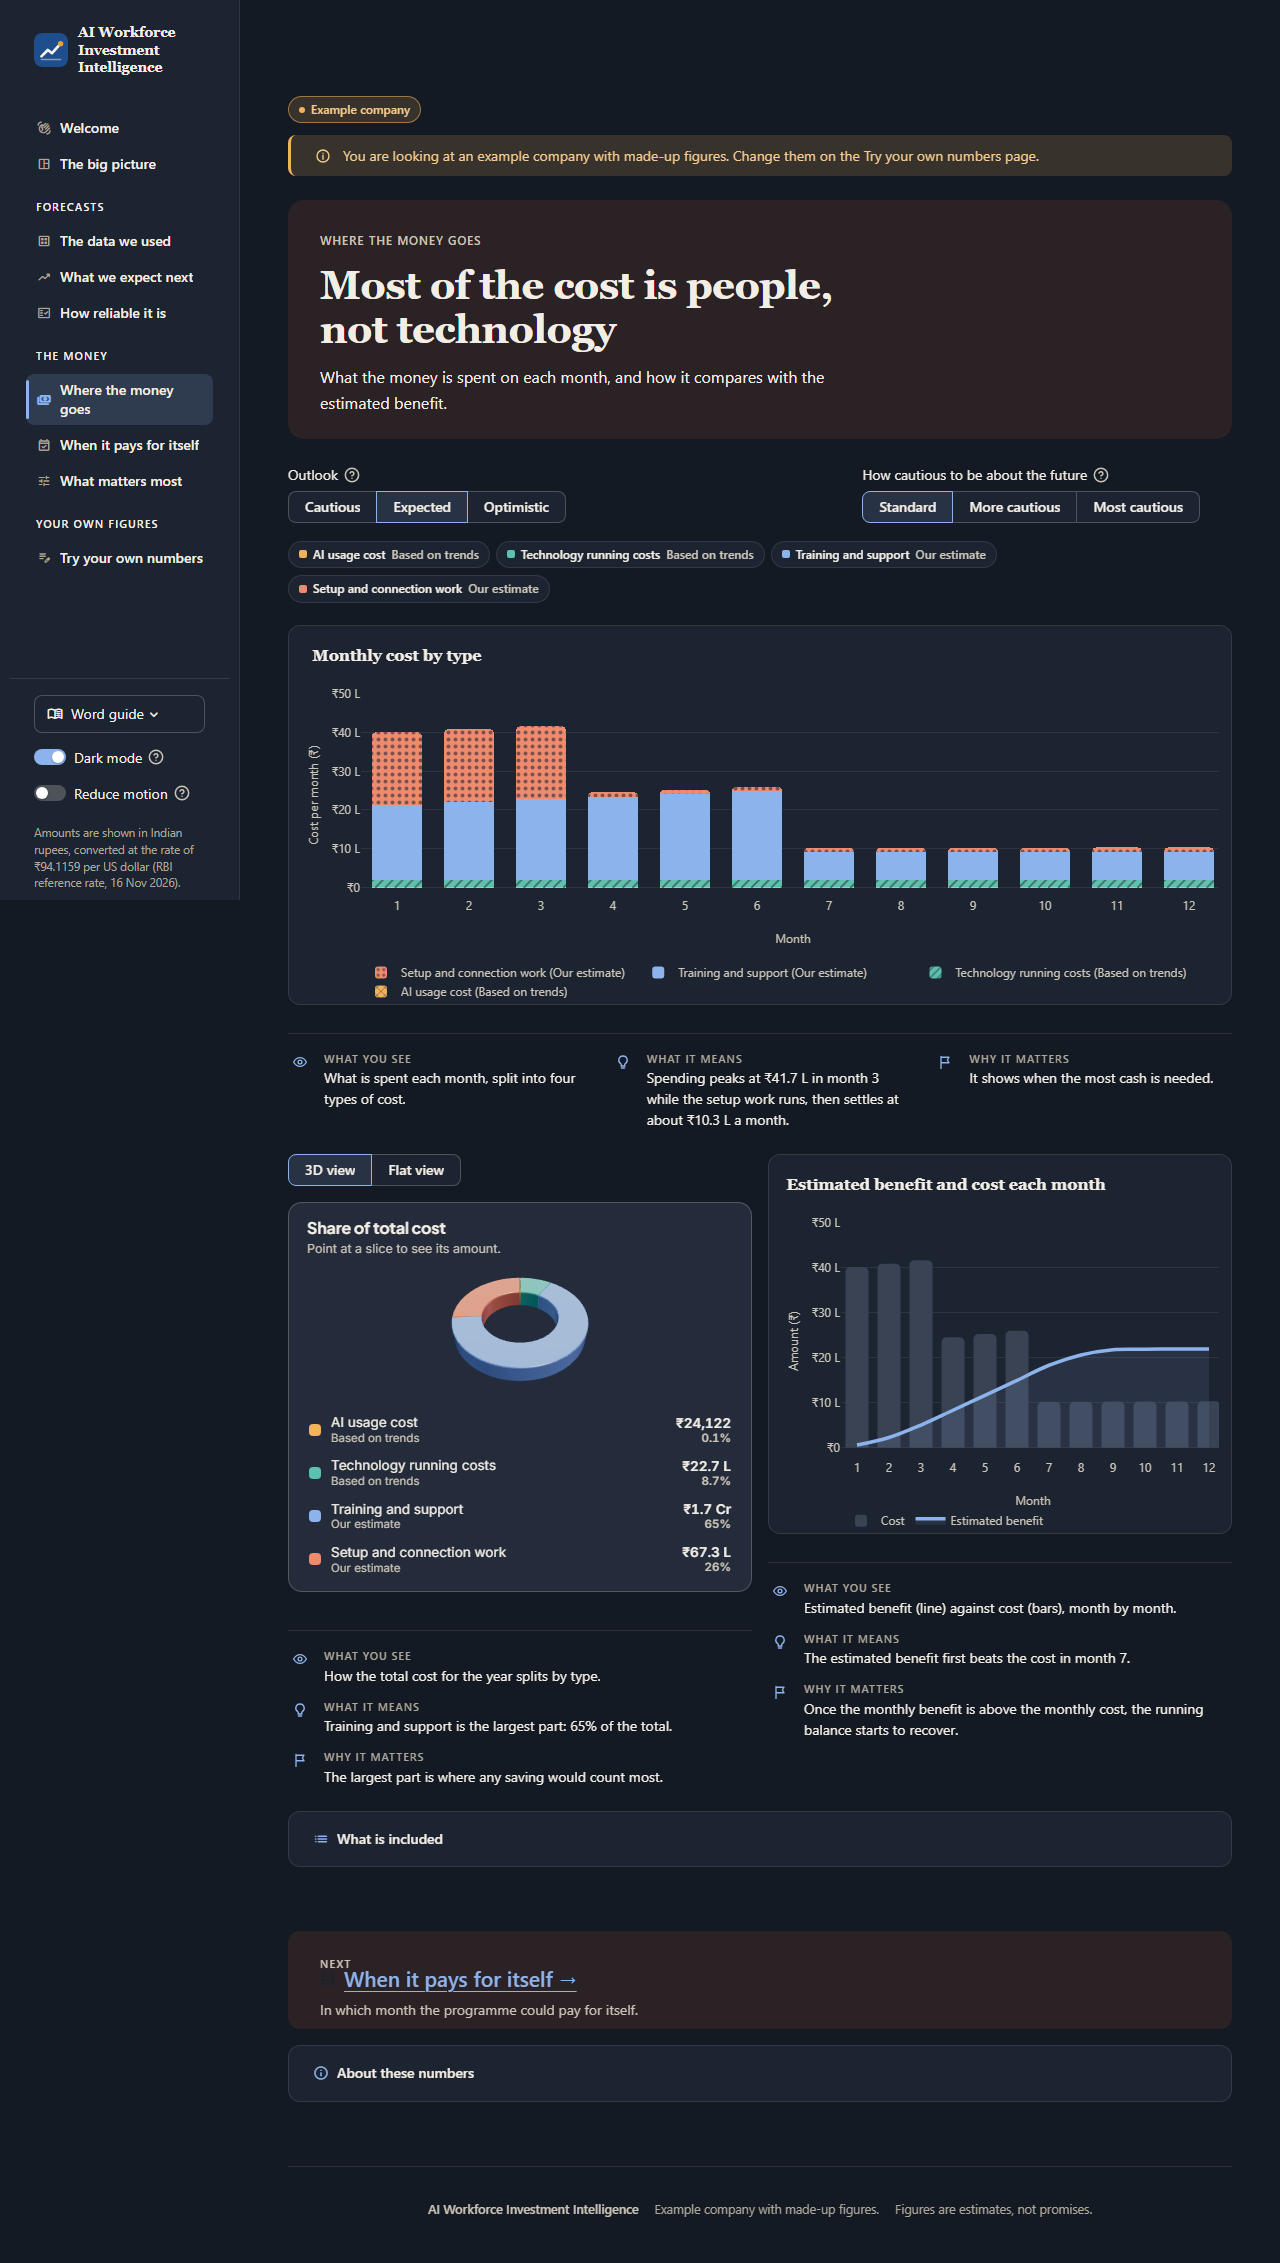 AI Workforce
Investment
Intelligence
Welcome
The big picture
FORECASTS
The data we used
What we expect next
How reliable it is
THE MONEY
Where the money
goes
When it pays for itself
What matters most
YOUR OWN FIGURES
Try your own numbers
Word guide
Dark mode
Reduce motion
Amounts are shown in Indian
rupees, converted at the rate of
₹94.1159 per US dollar (RBI
reference rate, 16 Nov 2026).
Example company
You are looking at an example company with made-up figures. Change them on the Try your own numbers page.
WHERE THE MONEY GOES
Most of the cost is people,
not technology
What the money is spent on each month, and how it compares with the
estimated benefit.
Outlook
Cautious Expected Optimistic
How cautious to be about the future
Standard More cautious Most cautious
AI usage cost Based on trends
Technology running costs Based on trends
Training and support Our estimate
Setup and connection work Our estimate
Monthly cost by type
₹50 L
₹40 L
₹30 L
₹20 L
₹10 L
₹0
Cost per month (₹)
1 2 3 4 5 6 7 8 9 10 11 12
Month
Setup and connection work (Our estimate)
Training and support (Our estimate)
Technology running costs (Based on trends)
AI usage cost (Based on trends)
WHAT YOU SEE
What is spent each month, split into four
types of cost.
WHAT IT MEANS
Spending peaks at ₹41.7 L in month 3
while the setup work runs, then settles at
about ₹10.3 L a month.
WHY IT MATTERS
It shows when the most cash is needed.
3D view Flat view
Share of total cost
Point at a slice to see its amount.
AI usage cost ₹24,122
Based on trends 0.1%
Technology running costs ₹22.7 L
Based on trends 8.7%
Training and support ₹1.7 Cr
Our estimate 65%
Setup and connection work ₹67.3 L
Our estimate 26%
WHAT YOU SEE
How the total cost for the year splits by type.
WHAT IT MEANS
Training and support is the largest part: 65% of the total.
WHY IT MATTERS
The largest part is where any saving would count most.
Estimated benefit and cost each month
₹50 L
₹40 L
₹30 L
₹20 L
₹10 L
₹0
Amount (₹)
1 2 3 4 5 6 7 8 9 10 11 12
Month
Cost Estimated benefit
WHAT YOU SEE
Estimated benefit (line) against cost (bars), month by month.
WHAT IT MEANS
The estimated benefit first beats the cost in month 7.
WHY IT MATTERS
Once the monthly benefit is above the monthly cost, the running
balance starts to recover.
What is included
NEXT
When it pays for itself →
In which month the programme could pay for itself.
About these numbers
AI Workforce Investment Intelligence Example company with made-up figures. Figures are estimates, not promises.